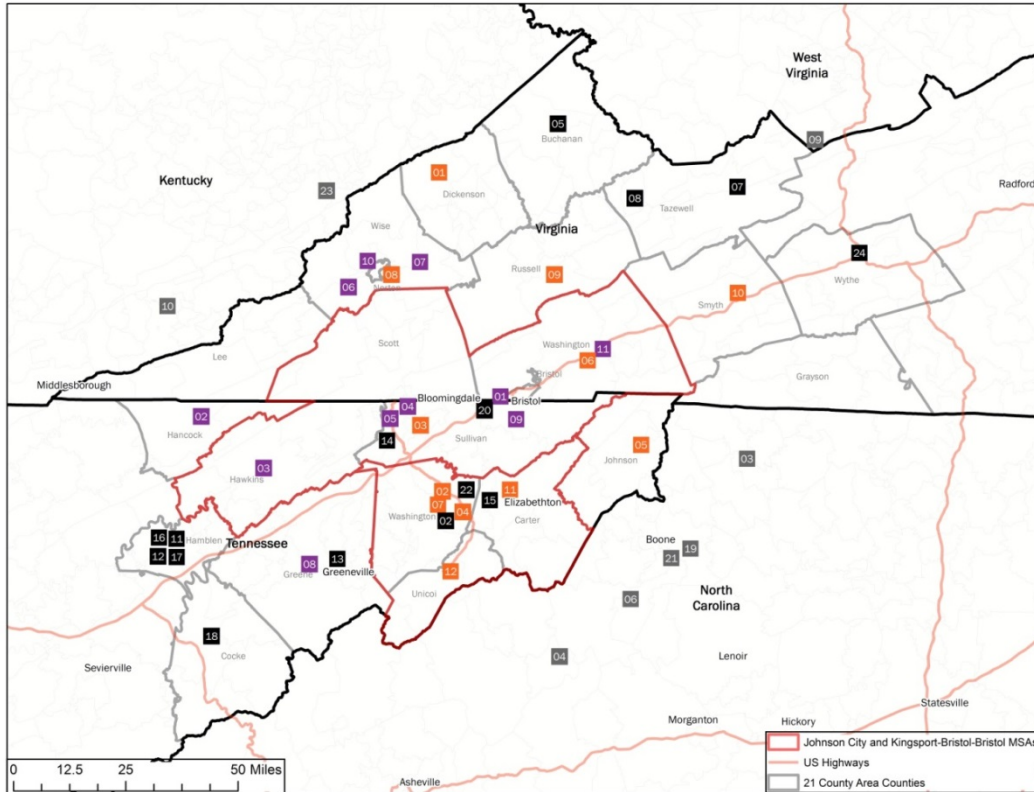 West
Virginia
05
Buchanan
09
Kentucky
01
23
Dickenson
07
Radford
08
Tazewell
Wise
Virginia
24
10
07
08
Russell
09
Wythe
06
Norton
10
Smyth
10
Scott
Washington
11
Lee
06
Grayson
Bristol
Middlesborough
01
04
Bloomingdale
Bristol
02
20
05
03
09
Hancock
Sullivan
14
05
Johnson
03
03
Hawkins
02
22
11
15
Elizabethton
07
04
Washington
02
Carter
16
11
Hamblen
Tennessee
Boone
19
12
17
13
21
08
Greeneville
Greene
12
Unicoi
06
North
Carolina
18
04
Cocke
Lenoir
Sevierville
Statesville
Morganton
Hickory
Johnson City and Kingsport-Bristol-Bristol MSAs
US Highways
21 County Area Counties
0 12.5 25 50 Miles
Asheville